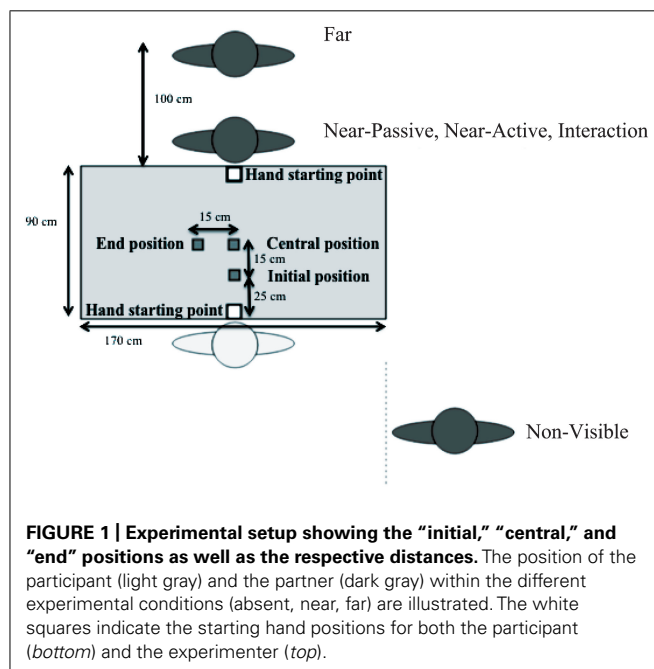 Far
100 cm
Near-Passive, Near-Active, Interaction
Hand starting point
90 cm
15 cm
End position
Central position
15 cm
Initial position
25 cm
Hand starting point
170 cm
Non-Visible
FIGURE 1 | Experimental setup showing the “initial,” “central,” and
“end” positions as well as the respective distances. The position of the
participant (light gray) and the partner (dark gray) within the different
experimental conditions (absent, near, far) are illustrated. The white
squares indicate the starting hand positions for both the participant
(bottom) and the experimenter (top).